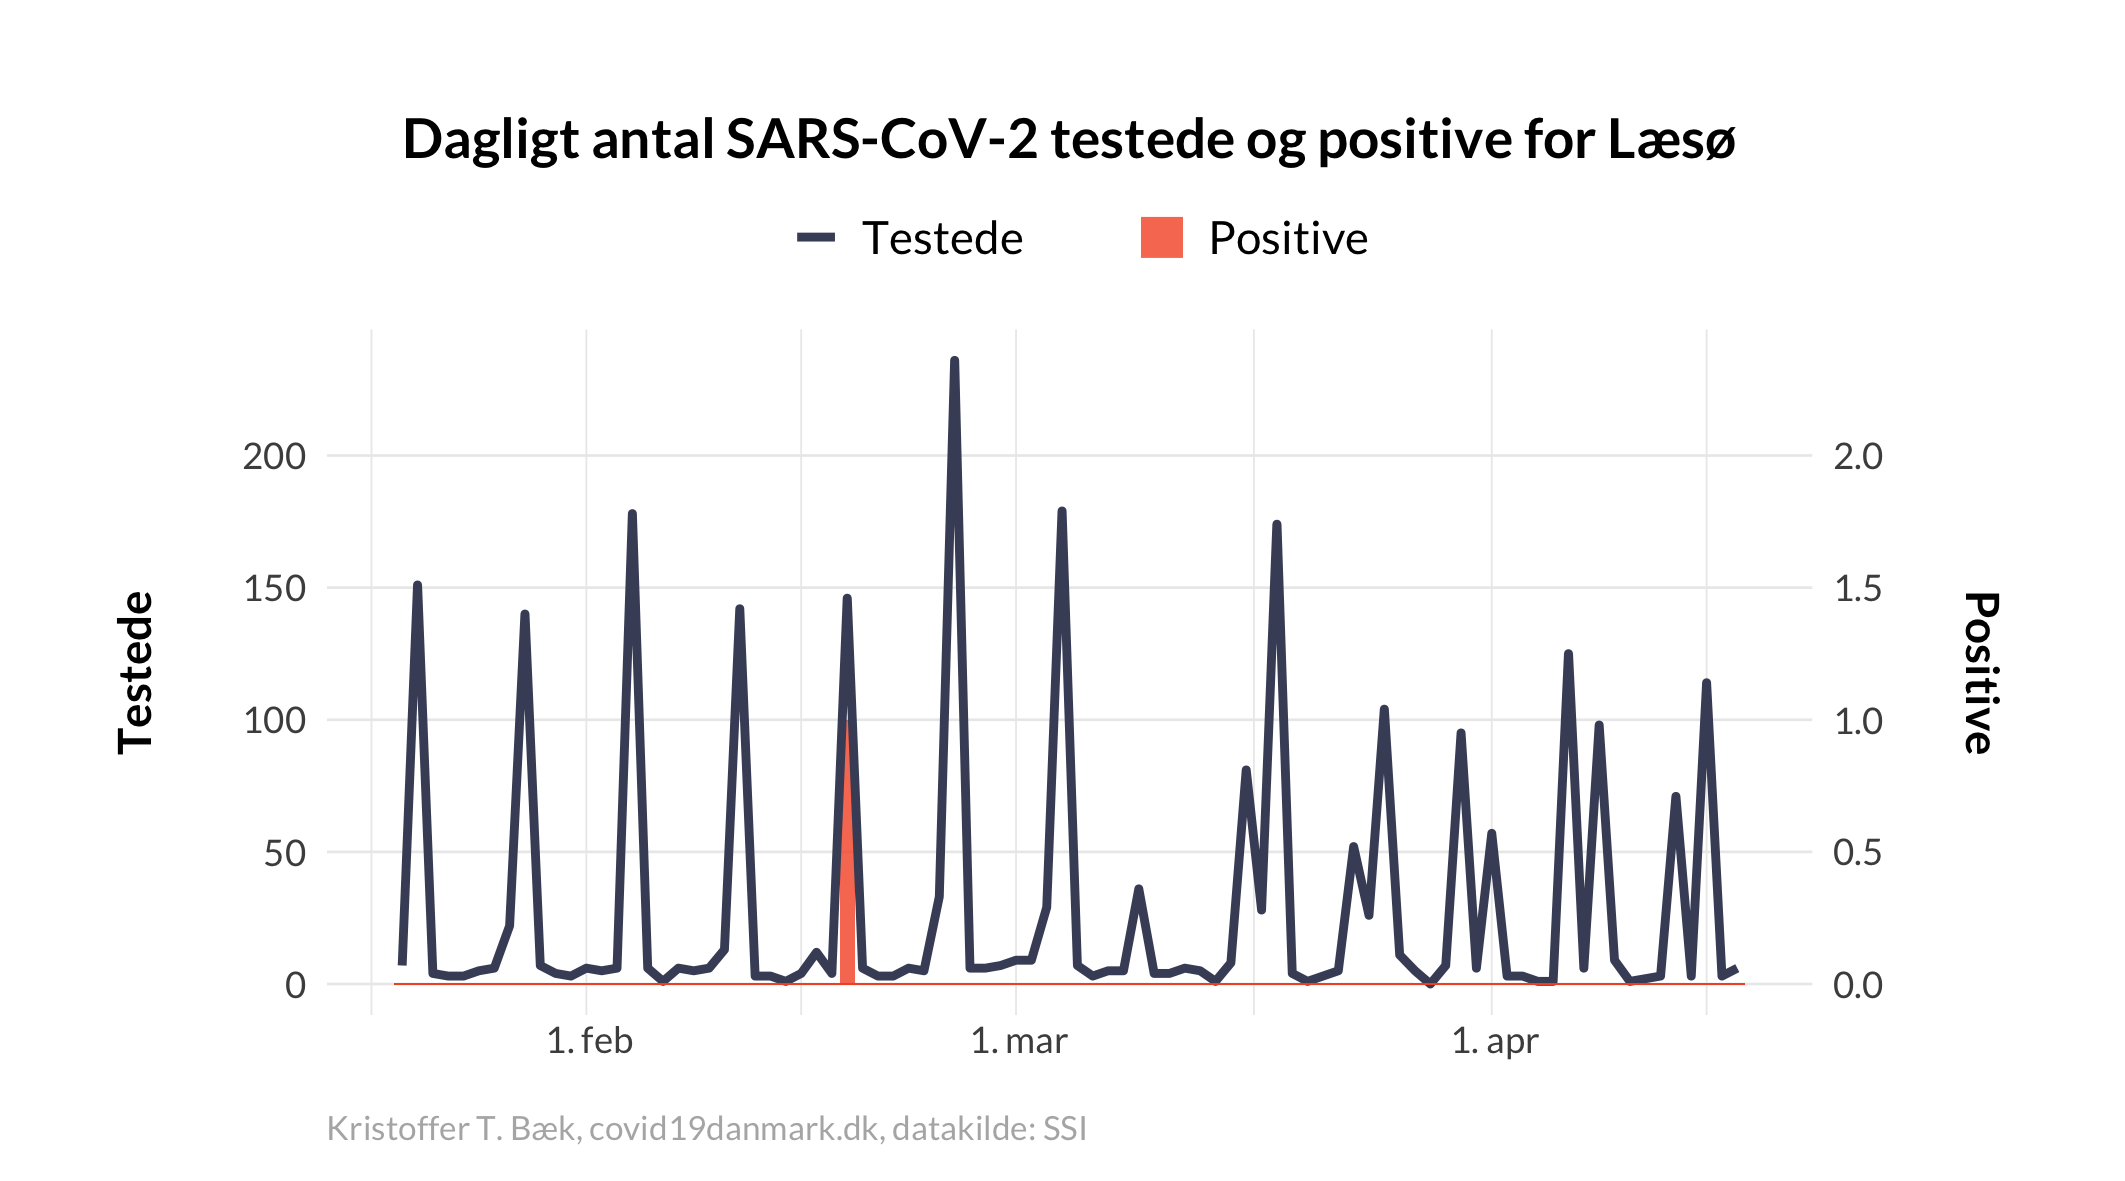 Dagligt antal SARS-CoV-2 testede og positive for Læsø
Testede
Positive
200
150
100
50
0
2.0
1.5
1.0
0.5
0.0
Testede
Positive
1. feb
1. mar
1. apr
Kristoffer T. Bæk, covid19danmark.dk, datakilde: SSI